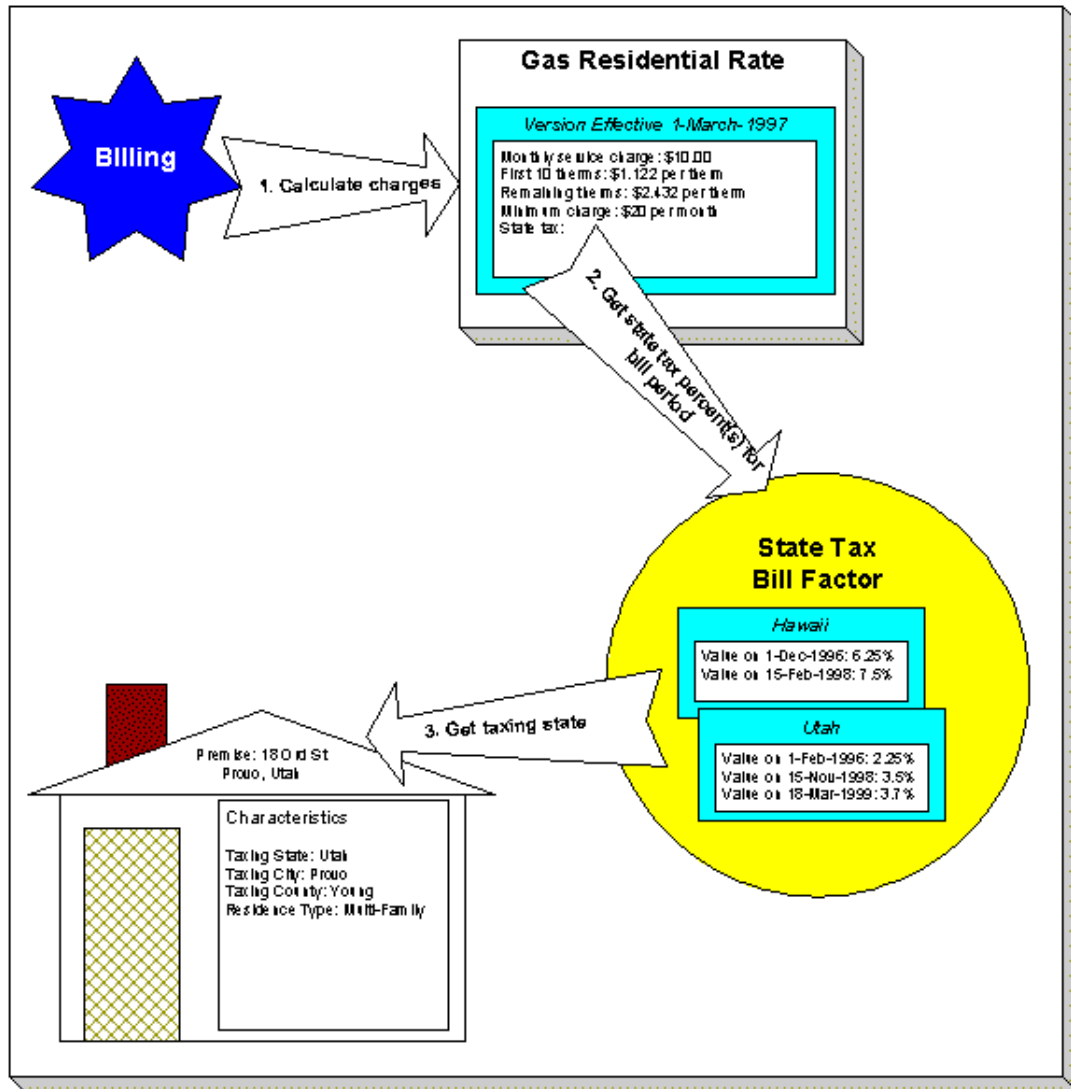 Gas Residential Rate
Version Effective 1-March-1997
Monthly service charge: $10.00
First 10 therms: $1.122 per therm
Remaining therms: $2.432 per therm
Minimum charge: $20 per month
State tax:
Billing
1. Calculate charges
2. Get state tax percent(s) for
bill period
State Tax
Bill Factor
Hawaii
Value on 1-Dec-1996: 6.25%
Value on 15-Feb-1998: 7.5%
Utah
Value on 1-Feb-1996: 2.25%
Value on 15-Nov-1998: 3.5%
Value on 18-Mar-1999: 3.7%
3. Get taxing state
Premise: 18 Ord St
Provo, Utah
Characteristics
Taxing State: Utah
Taxing City: Provo
Taxing County: Young
Residence Type: Multi-Family